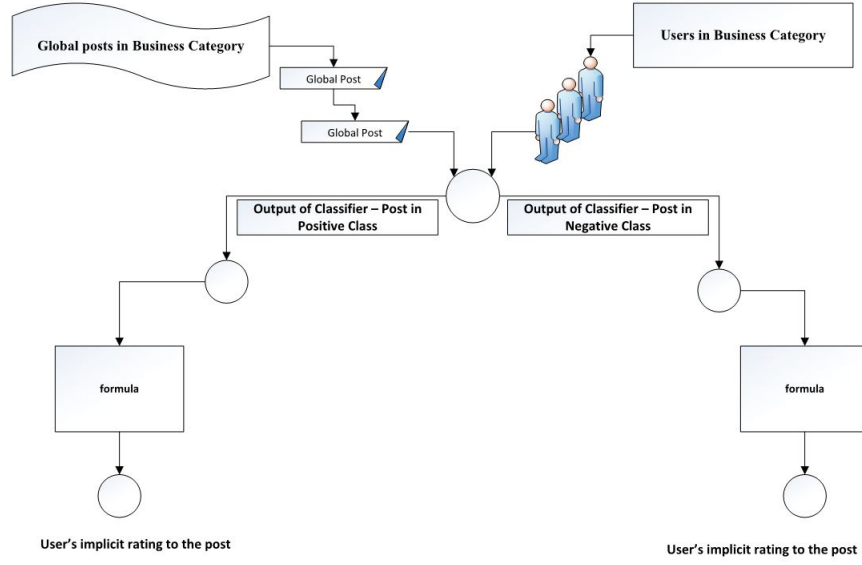 Global posts in Business Category
Users in Business Category
Global Post
Global Post
Output of Classifier – Post in
Positive Class
Output of Classifier – Post in
Negative Class
formula
formula
User's implicit rating to the post
User's implicit rating to the post